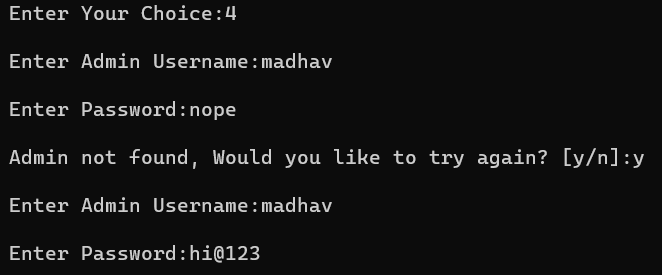 Enter Your Choice:4
Enter Admin Username:madhav
Enter Password:nope
Admin not found, Would you like to try again? [y/n]:y
Enter Admin Username:madhav
Enter Password:hi@123